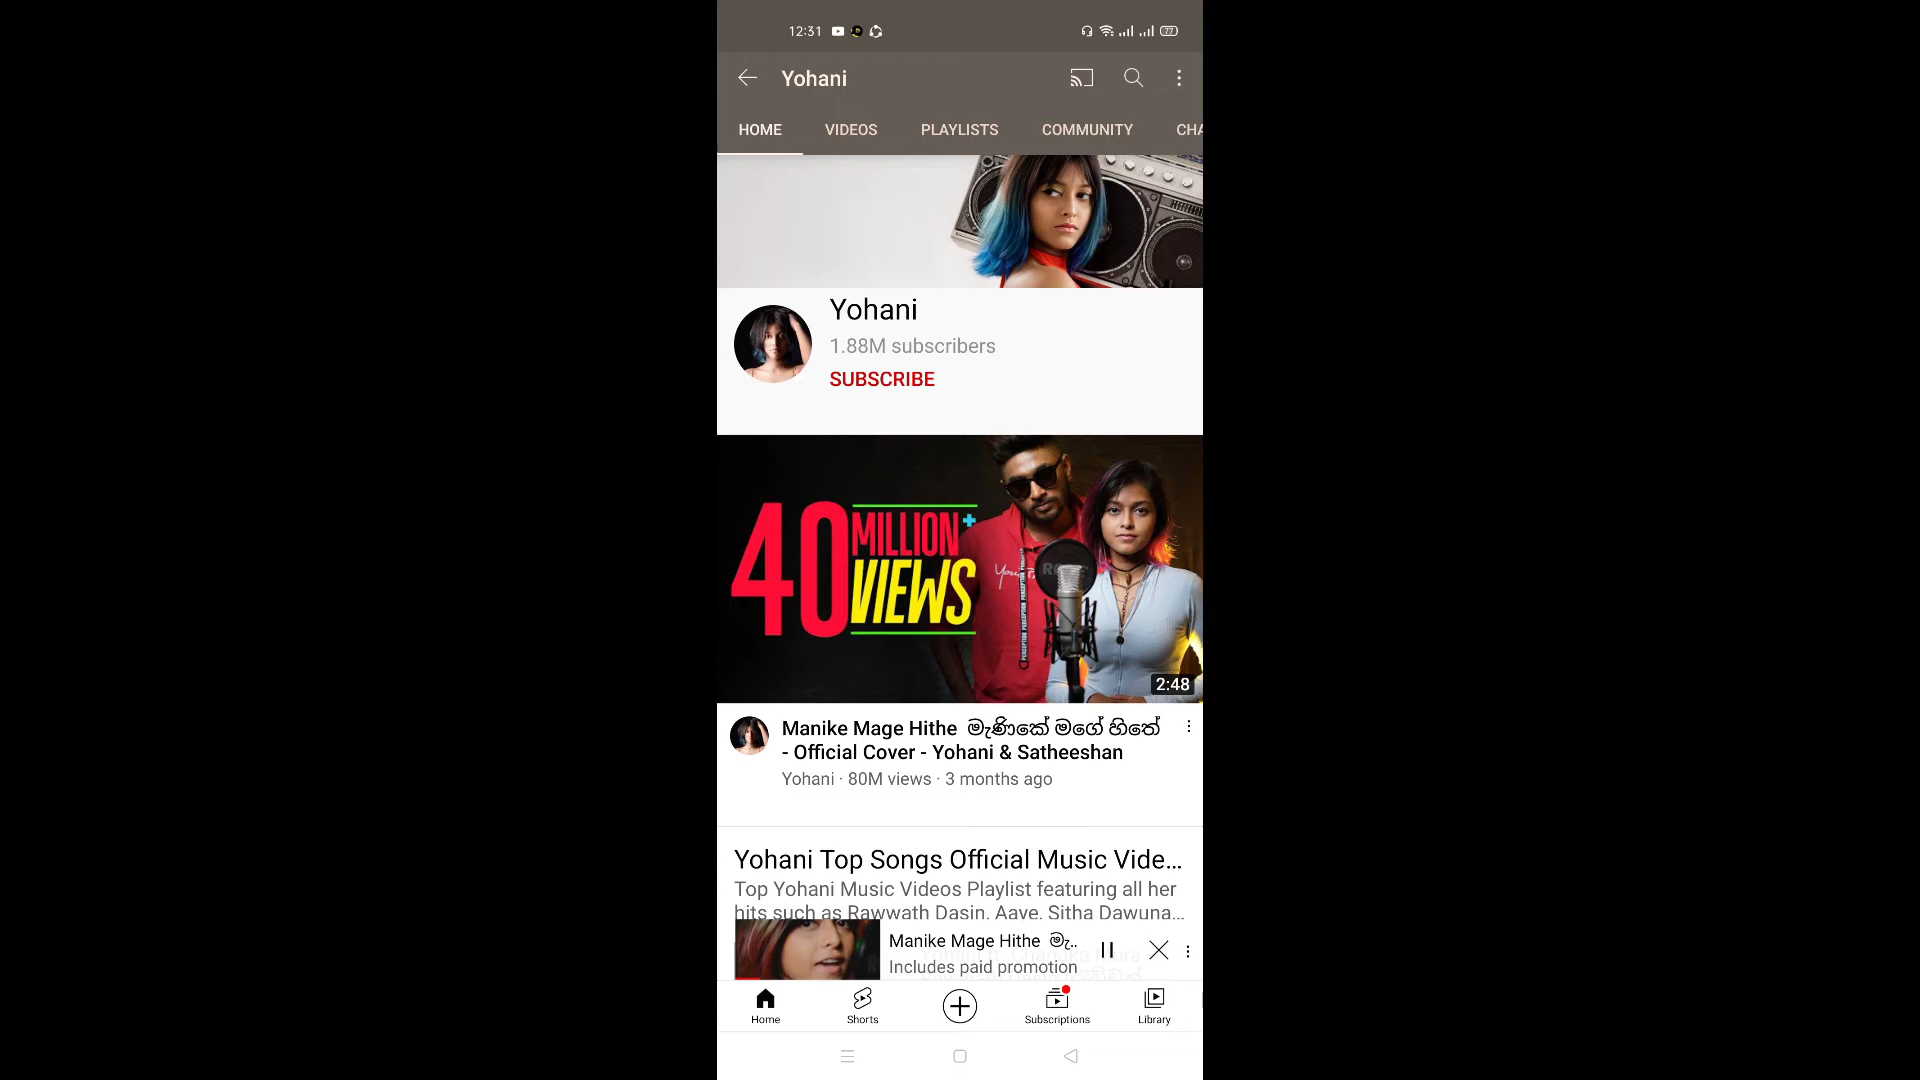 12:31
77
Yohani
HOME VIDEOS PLAYLISTS COMMUNITY CHA
Yohani
1.88M subscribers
SUBSCRIBE
40 MILLION+
VIEWS
2:48
Manike Mage Hithe මැණිකේ මගේ හිතේ
- Official Cover - Yohani & Satheeshan
Yohani · 80M views · 3 months ago
Yohani Top Songs Official Music Vide...
Top Yohani Music Videos Playlist featuring all her
hits such as Rawwath Dasin, Aaye, Sitha Dawuna...
Manike Mage Hithe මැ..
Includes paid promotion
Home Shorts Subscriptions Library